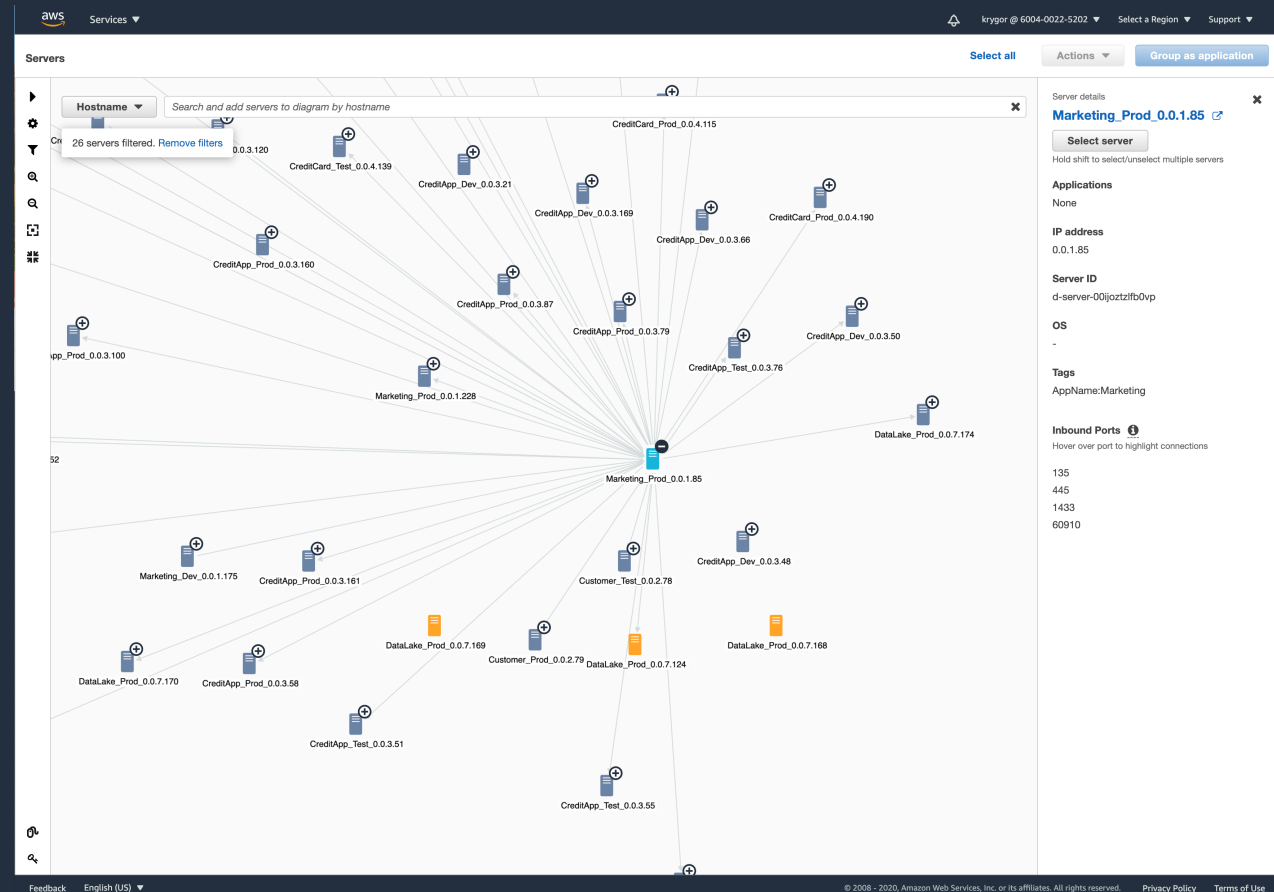 aws
Services
krygor @ 6004-0022-5202
Select a Region
Support
Servers
Select all
Actions
Group as application
Hostname
Search and add servers to diagram by hostname
26 servers filtered. Remove filters
0.0.3.120
CreditCard_Prod_0.0.4.115
CreditCard_Test_0.0.4.139
CreditApp_Dev_0.0.3.21
CreditApp_Dev_0.0.3.169
CreditCard_Prod_0.0.4.190
CreditApp_Dev_0.0.3.66
CreditApp_Prod_0.0.3.160
CreditApp_Prod_0.0.3.87
CreditApp_Prod_0.0.3.79
CreditApp_Dev_0.0.3.50
pp_Prod_0.0.3.100
CreditApp_Test_0.0.3.76
Marketing_Prod_0.0.1.228
DataLake_Prod_0.0.7.174
52
Marketing_Prod_0.0.1.85
CreditApp_Dev_0.0.3.48
Marketing_Dev_0.0.1.175
CreditApp_Prod_0.0.3.161
Customer_Test_0.0.2.78
DataLake_Prod_0.0.7.169
Customer_Prod_0.0.2.79
DataLake_Prod_0.0.7.124
DataLake_Prod_0.0.7.168
DataLake_Prod_0.0.7.170
CreditApp_Prod_0.0.3.58
CreditApp_Test_0.0.3.51
CreditApp_Test_0.0.3.55
Server details
Marketing_Prod_0.0.1.85
Select server
Hold shift to select/unselect multiple servers
Applications
None
IP address
0.0.1.85
Server ID
d-server-00ijoztzlfb0vp
OS
-
Tags
AppName:Marketing
Inbound Ports
Hover over port to highlight connections
135
445
1433
60910
Feedback
English (US)
© 2008 - 2020, Amazon Web Services, Inc. or its affiliates. All rights reserved.
Privacy Policy
Terms of Use